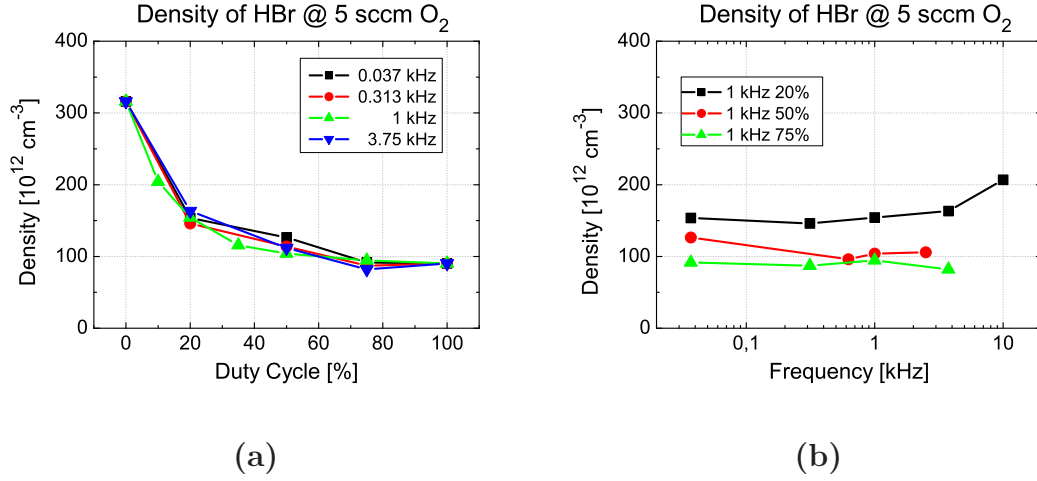 Density of HBr @ 5 sccm O2
400
300
200
100
0
Density [10^12 cm^-3]
0.037 kHz
0.313 kHz
1 kHz
3.75 kHz
0 20 40 60 80 100
Duty Cycle [%]
(a)
Density of HBr @ 5 sccm O2
400
300
200
100
0
Density [10^12 cm^-3]
1 kHz 20%
1 kHz 50%
1 kHz 75%
0,1 1 10
Frequency [kHz]
(b)